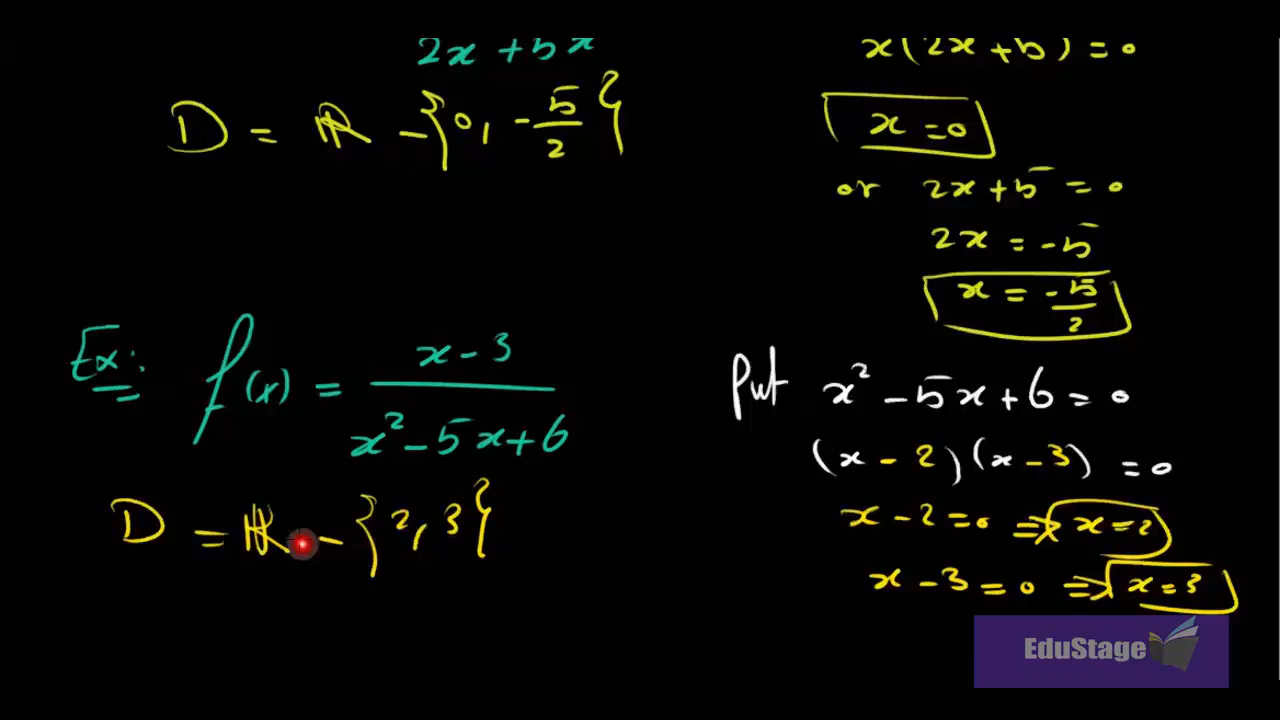 2x + 5x
D = ℝ - {0, -5/2}
x(2x + 5) = 0
x = 0
or 2x + 5 = 0
2x = -5
x = -5/2
Ex: f(x) = x - 3
x² - 5x + 6
D = ℝ - {2, 3}
Put x² - 5x + 6 = 0
(x - 2)(x - 3) = 0
x - 2 = 0 ⇒ x = 2
x - 3 = 0 ⇒ x = 3
EduStage